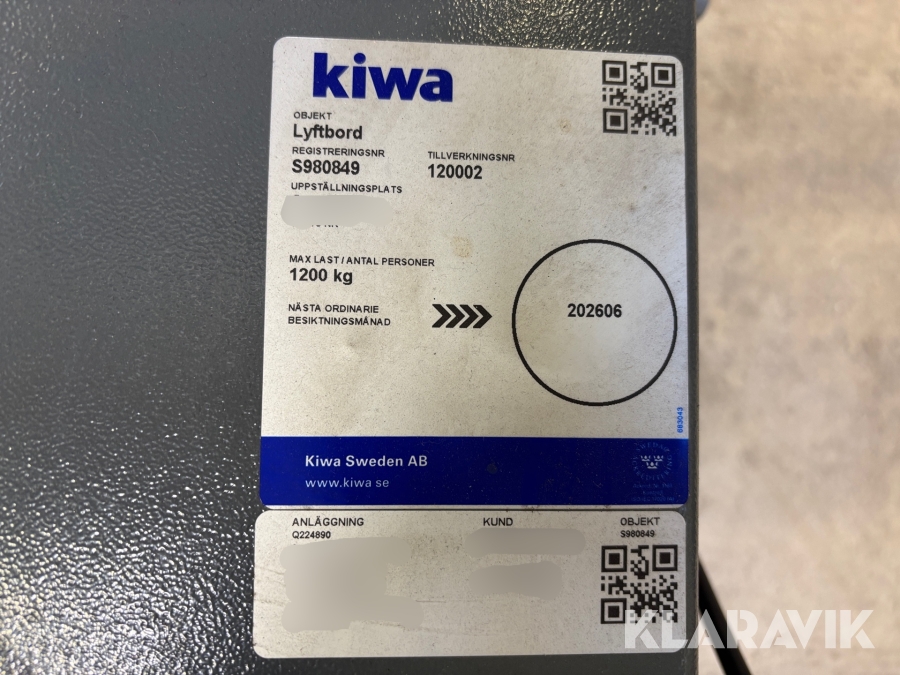 kiwa
OBJEKT
Lyftbord
REGISTRERINGSNR
TILLVERKNINGSNR
S980849
120002
UPPSTÄLLNINGSPLATS
MAX LAST / ANTAL PERSONER
1200 kg
NÄSTA ORDINARIE
BESIKTNINGSMÅNAD
202606
683043
Kiwa Sweden AB
www.kiwa.se
ANLÄGGNING
KUND
OBJEKT
Q224890
S980849
KLARAVIK